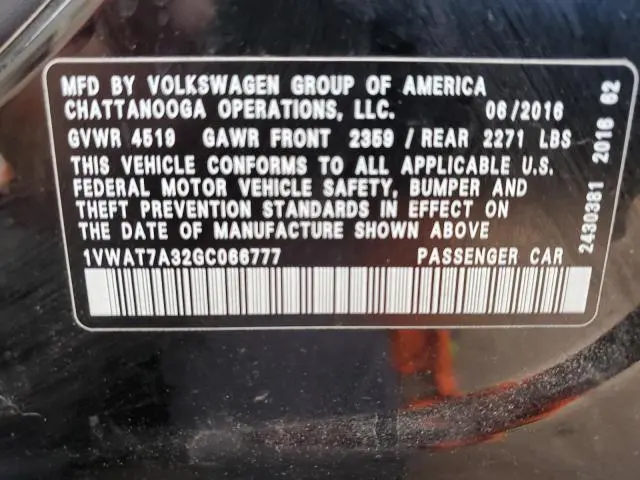 MFD BY VOLKSWAGEN GROUP OF AMERICA
CHATTANOOGA OPERATIONS, LLC. 06/2016
GVWR 4519 GAWR FRONT 2359 / REAR 2271 LBS
THIS VEHICLE CONFORMS TO ALL APPLICABLE U.S.
FEDERAL MOTOR VEHICLE SAFETY, BUMPER AND
THEFT PREVENTION STANDARDS IN EFFECT ON
DATE OF MANUFACTURE SHOWN ABOVE
1VWAT7A32GC066777 PASSENGER CAR
2430381 2016 62